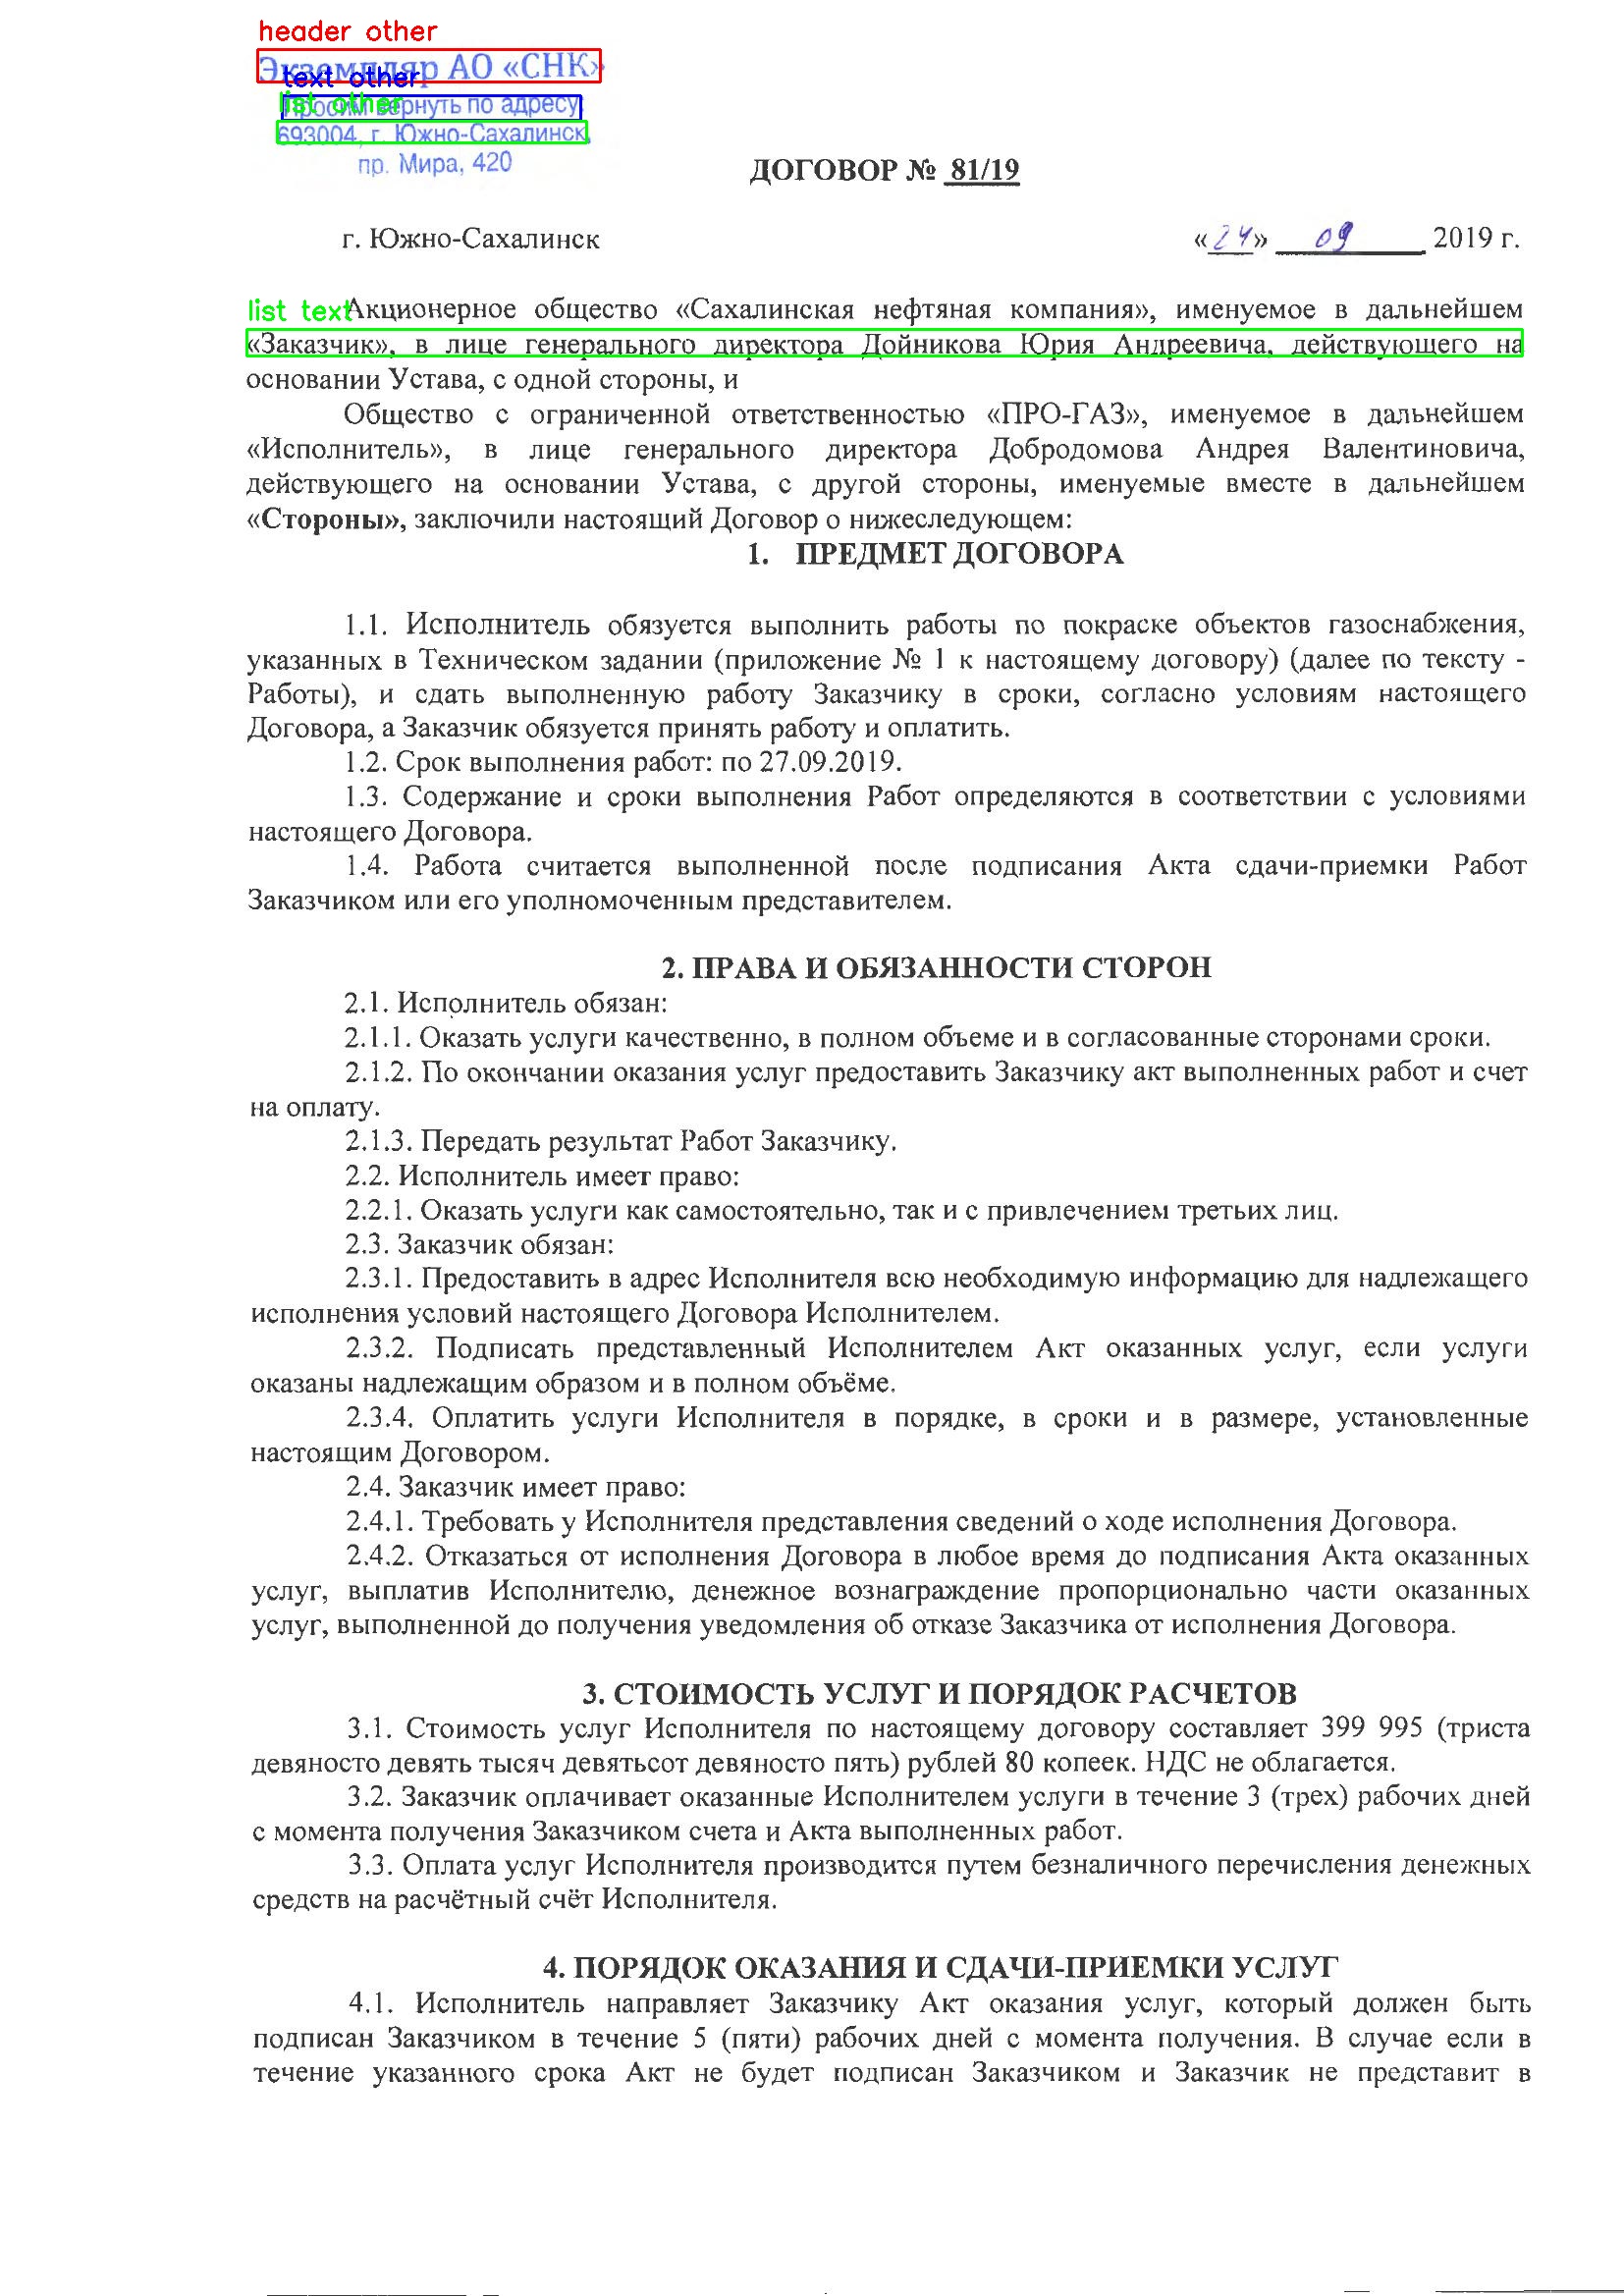 header other
Экземпляр АО «СНК»
text other
list other
Просим вернуть по адресу
693004, г. Южно-Сахалинск,
пр. Мира, 420
ДОГОВОР № 81/19
г. Южно-Сахалинск «24» 09 2019 г.
list text
Акционерное общество «Сахалинская нефтяная компания», именуемое в дальнейшем
«Заказчик», в лице генерального директора Дойникова Юрия Андреевича, действующего на
основании Устава, с одной стороны, и
Общество с ограниченной ответственностью «ПРО-ГАЗ», именуемое в дальнейшем
«Исполнитель», в лице генерального директора Добродомова Андрея Валентиновича,
действующего на основании Устава, с другой стороны, именуемые вместе в дальнейшем
«Стороны», заключили настоящий Договор о нижеследующем:
1. ПРЕДМЕТ ДОГОВОРА
1.1. Исполнитель обязуется выполнить работы по покраске объектов газоснабжения,
указанных в Техническом задании (приложение № 1 к настоящему договору) (далее по тексту -
Работы), и сдать выполненную работу Заказчику в сроки, согласно условиям настоящего
Договора, а Заказчик обязуется принять работу и оплатить.
1.2. Срок выполнения работ: по 27.09.2019.
1.3. Содержание и сроки выполнения Работ определяются в соответствии с условиями
настоящего Договора.
1.4. Работа считается выполненной после подписания Акта сдачи-приемки Работ
Заказчиком или его уполномоченным представителем.
2. ПРАВА И ОБЯЗАННОСТИ СТОРОН
2.1. Исполнитель обязан:
2.1.1. Оказать услуги качественно, в полном объеме и в согласованные сторонами сроки.
2.1.2. По окончании оказания услуг предоставить Заказчику акт выполненных работ и счет
на оплату.
2.1.3. Передать результат Работ Заказчику.
2.2. Исполнитель имеет право:
2.2.1. Оказать услуги как самостоятельно, так и с привлечением третьих лиц.
2.3. Заказчик обязан:
2.3.1. Предоставить в адрес Исполнителя всю необходимую информацию для надлежащего
исполнения условий настоящего Договора Исполнителем.
2.3.2. Подписать представленный Исполнителем Акт оказанных услуг, если услуги
оказаны надлежащим образом и в полном объёме.
2.3.4. Оплатить услуги Исполнителя в порядке, в сроки и в размере, установленные
настоящим Договором.
2.4. Заказчик имеет право:
2.4.1. Требовать у Исполнителя представления сведений о ходе исполнения Договора.
2.4.2. Отказаться от исполнения Договора в любое время до подписания Акта оказанных
услуг, выплатив Исполнителю, денежное вознаграждение пропорционально части оказанных
услуг, выполненной до получения уведомления об отказе Заказчика от исполнения Договора.
3. СТОИМОСТЬ УСЛУГ И ПОРЯДОК РАСЧЕТОВ
3.1. Стоимость услуг Исполнителя по настоящему договору составляет 399 995 (триста
девяносто девять тысяч девятьсот девяносто пять) рублей 80 копеек. НДС не облагается.
3.2. Заказчик оплачивает оказанные Исполнителем услуги в течение 3 (трех) рабочих дней
с момента получения Заказчиком счета и Акта выполненных работ.
3.3. Оплата услуг Исполнителя производится путем безналичного перечисления денежных
средств на расчётный счёт Исполнителя.
4. ПОРЯДОК ОКАЗАНИЯ И СДАЧИ-ПРИЕМКИ УСЛУГ
4.1. Исполнитель направляет Заказчику Акт оказания услуг, который должен быть
подписан Заказчиком в течение 5 (пяти) рабочих дней с момента получения. В случае если в
течение указанного срока Акт не будет подписан Заказчиком и Заказчик не представит в